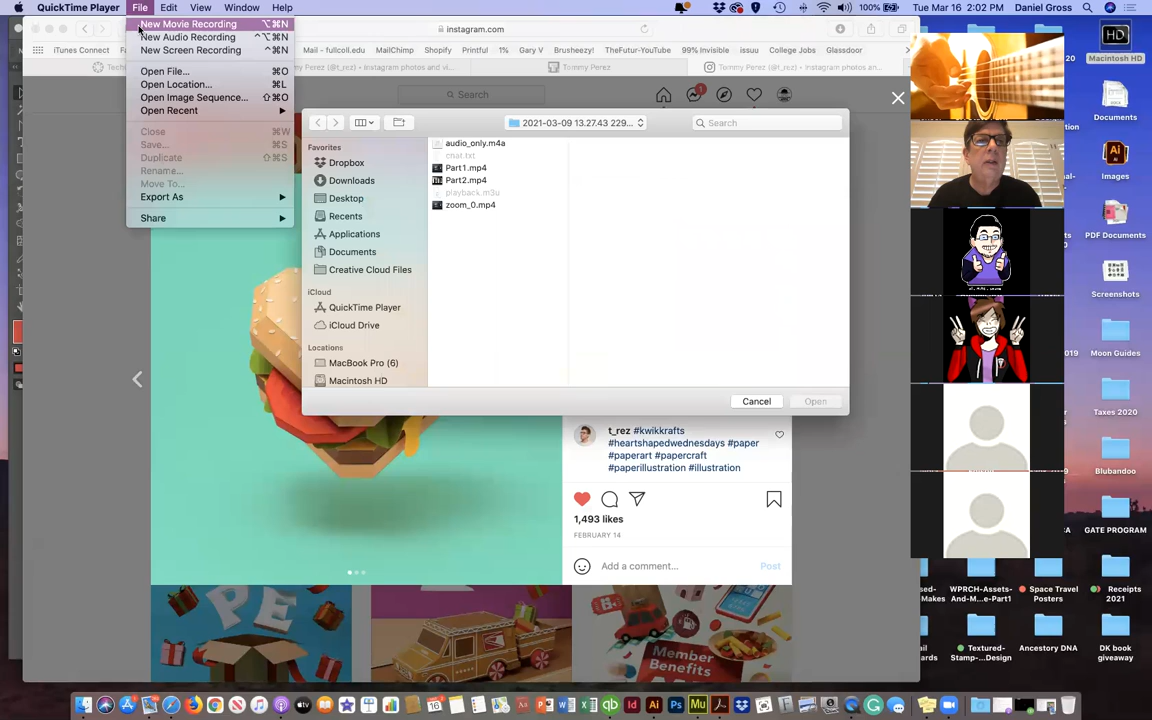 QuickTime Player File Edit View Window Help Tue Mar 16 2:02 PM Daniel Gross
New Movie Recording ⌥⌘N
New Audio Recording ^⌥⌘N
New Screen Recording ^⌘N
Open File... ⌘O
Open Location... ⌘L
Open Image Sequence... ⇧⌘O
Open Recent
Close ⌘W
Save... ⌘S
Duplicate ⇧⌘S
Rename...
Move To...
Export As
Share
instagram.com
iTunes Connect
Mail - fullcoll.edu MailChimp Shopify Printful 1% Gary V Brusheezy! TheFutur-YouTube 99% Invisible issuu College Jobs Glassdoor
Perez (@t_rez) • Instagram photos and vi...
Tommy Perez
Tommy Perez (@t_rez) • Instagram photos an...
Search
1
2021-03-09 13.27.43 229...
Search
Favorites
Dropbox
Downloads
Desktop
Recents
Applications
Documents
Creative Cloud Files
iCloud
QuickTime Player
iCloud Drive
Locations
MacBook Pro (6)
Macintosh HD
audio_only.m4a
chat.txt
Part1.mp4
Part2.mp4
playback.m3u
zoom_0.mp4
Cancel Open
t_rez #kwikkrafts
#heartshapedwednesdays #paper
#paperart #papercraft
#paperillustration #illustration
1,493 likes
FEBRUARY 14
Add a comment... Post
PE
Member
Benefits
HD
Macintosh HD
Documents
Images
PDF Documents
Screenshots
Moon Guides
Taxes 2020
Blubandoo
GATE PROGRAM
WPRCH-Assets-
And-M...e-Part1
Space Travel
Posters
Receipts
2021
Textured-
Stamp-...Design
Ancestory DNA
DK book
giveaway